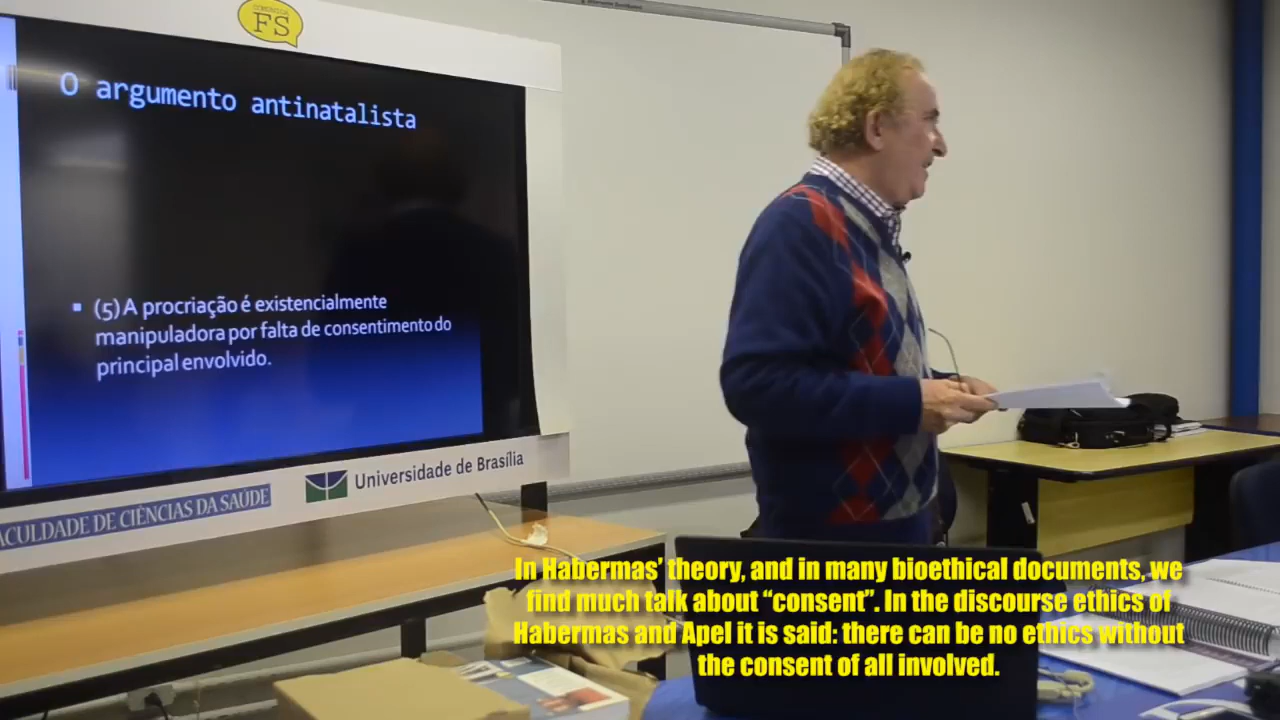 COMUNICA
FS
O argumento antinatalista
(5) A procriação é existencialmente
manipuladora por falta de consentimento do
principal envolvido.
ACULDADE DE CIÊNCIAS DA SAÚDE
Universidade de Brasília
In Habermas’ theory, and in many bioethical documents, we
find much talk about “consent”. In the discourse ethics of
Habermas and Apel it is said: there can be no ethics without
the consent of all involved.